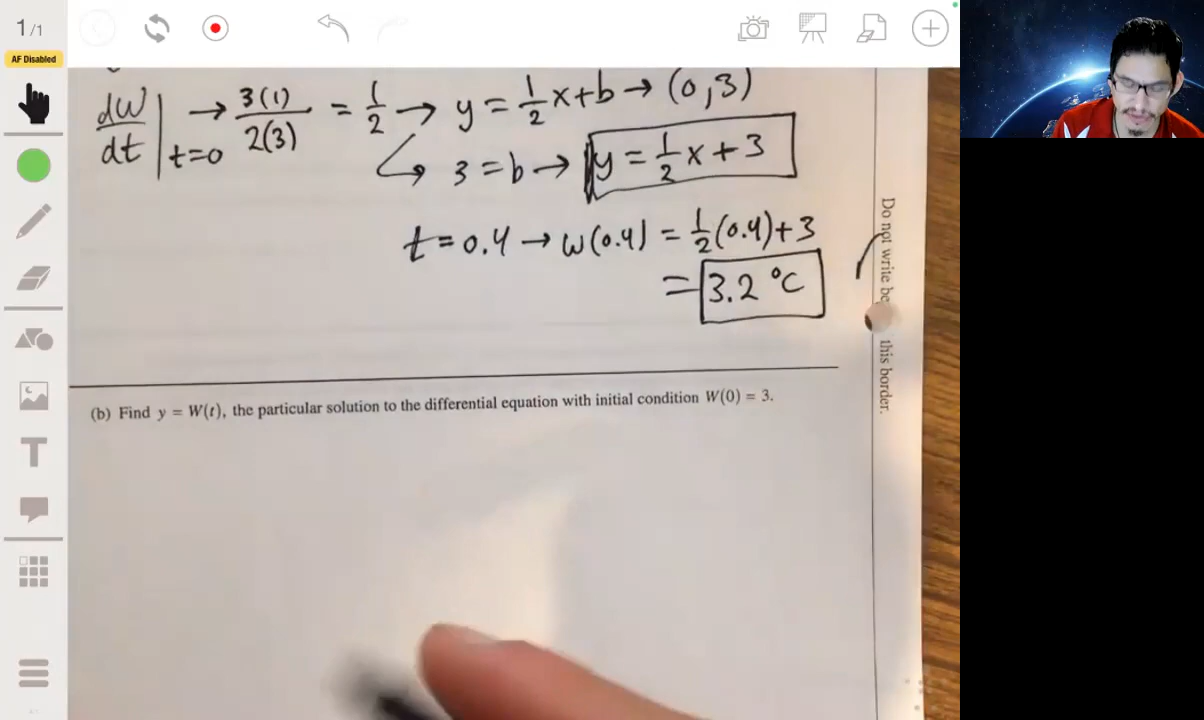 1/1
AF Disabled
dW/dt | t=0 → 3(1)/2(3) = 1/2 → y = 1/2 x+b → (0,3)
↳ 3 = b → y = 1/2 x + 3
t = 0.4 → W(0.4) = 1/2 (0.4)+3
= 3.2 °C
(b) Find y = W(t), the particular solution to the differential equation with initial condition W(0) = 3.
Do not write be this border.
T